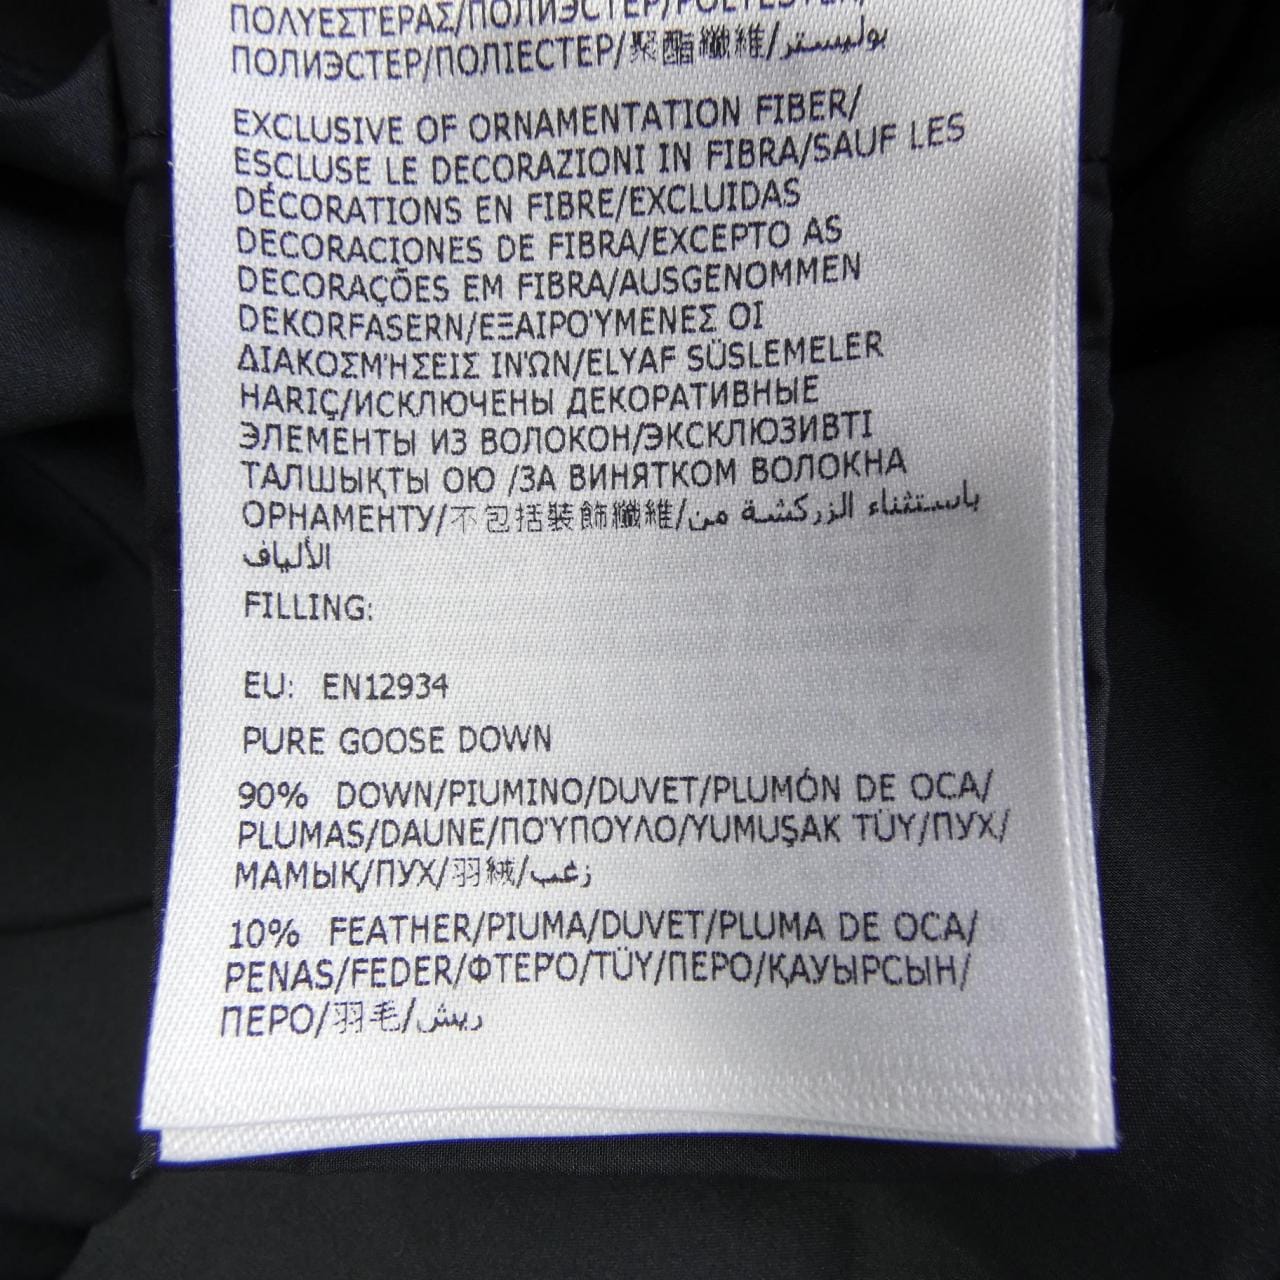 ΠΟΛΥΕΣΤΕΡΑΣ/ПОЛИЭСТЕР/POLYESTER/
ПОЛИЭСТЕР/ПОЛІЕСТЕР/聚酯纖維/بوليستر
EXCLUSIVE OF ORNAMENTATION FIBER/
ESCLUSE LE DECORAZIONI IN FIBRA/SAUF LES
DÉCORATIONS EN FIBRE/EXCLUIDAS
DECORACIONES DE FIBRA/EXCEPTO AS
DECORAÇÕES EM FIBRA/AUSGENOMMEN
DEKORFASERN/ΕΞΑΙΡΟΎΜΕΝΕΣ ΟΙ
ΔΙΑΚΟΣΜΉΣΕΙΣ ΙΝΏΝ/ELYAF SÜSLEMELER
HARIÇ/ИСКЛЮЧЕНЫ ДЕКОРАТИВНЫЕ
ЭЛЕМЕНТЫ ИЗ ВОЛОКОН/ЭКСКЛЮЗИВТІ
ТАЛШЫҚТЫ ОЮ /ЗА ВИНЯТКОМ ВОЛОКНА
ОРНАМЕНТУ/不包括裝飾纖維/باستثناء الزركشة من
الألياف
FILLING:
EU: EN12934
PURE GOOSE DOWN
90% DOWN/PIUMINO/DUVET/PLUMÓN DE OCA/
PLUMAS/DAUNE/ΠΟΎΠΟΥΛΟ/YUMUŞAK TÜY/ПУХ/
МАМЫҚ/ПУХ/羽絨/زغب
10% FEATHER/PIUMA/DUVET/PLUMA DE OCA/
PENAS/FEDER/ΦΤΕΡΌ/TÜY/ПЕРО/ҚАУЫРСЫН/
ПЕРО/羽毛/ريش